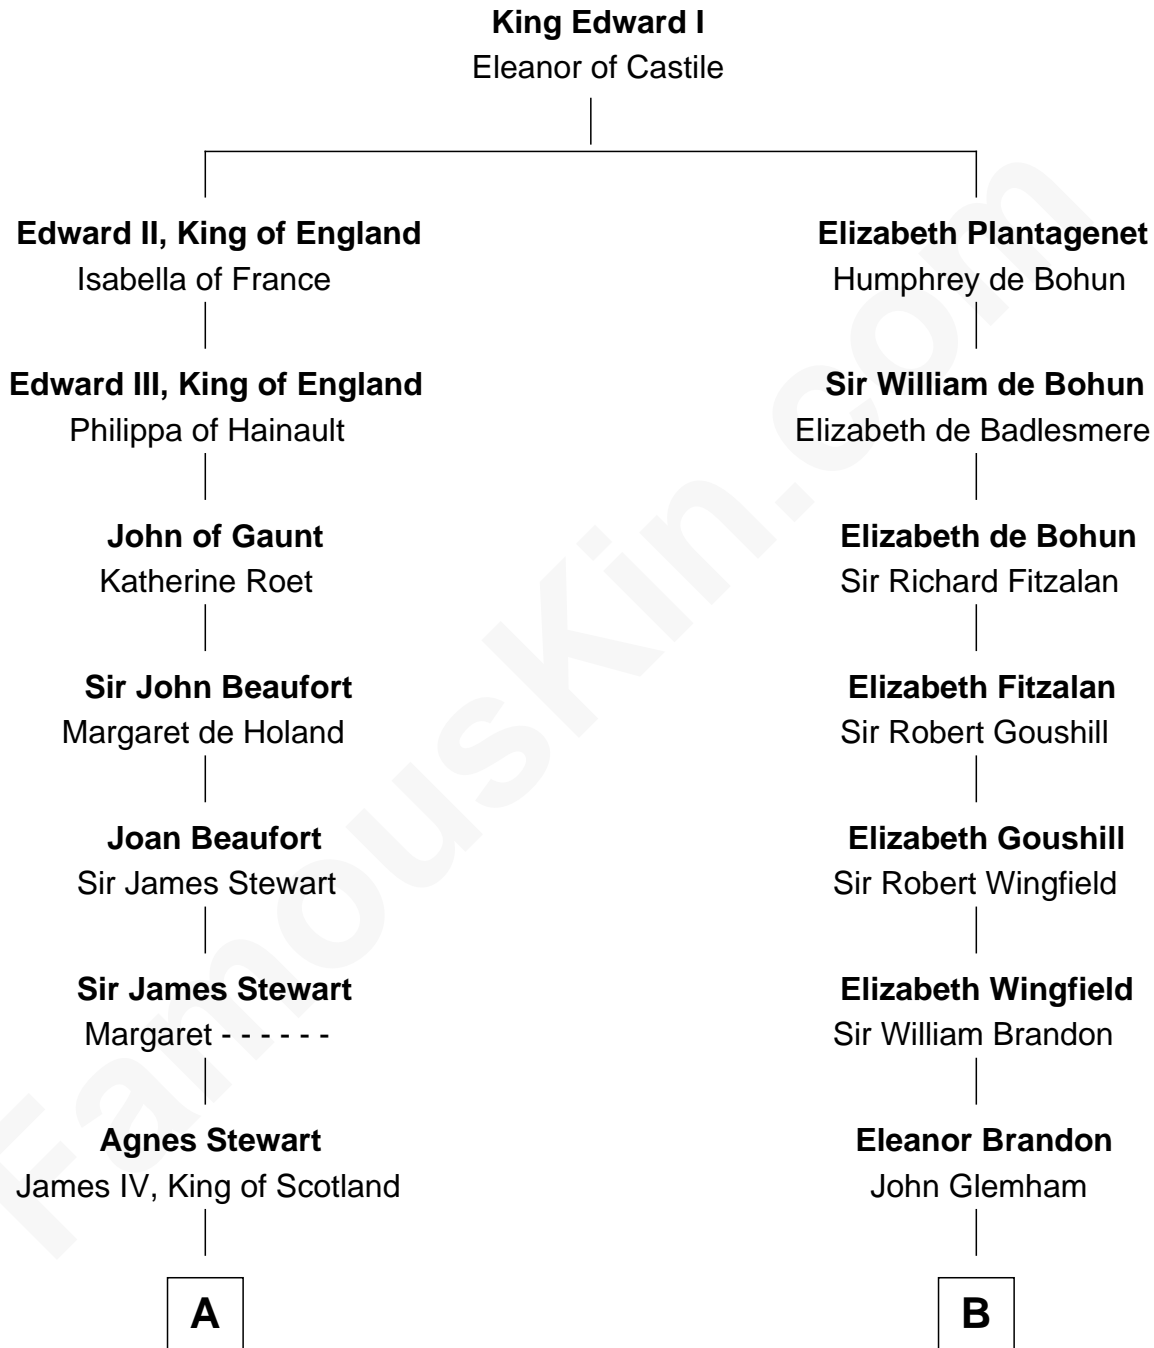 King Edward I
Eleanor of Castile
Edward II, King of England
Isabella of France
Edward III, King of England
Philippa of Hainault
John of Gaunt
Katherine Roet
Sir John Beaufort
Margaret de Holand
Joan Beaufort
Sir James Stewart
Sir James Stewart
Margaret - - - - - -
Agnes Stewart
James IV, King of Scotland
A
Elizabeth Plantagenet
Humphrey de Bohun
Sir William de Bohun
Elizabeth de Badlesmere
Elizabeth de Bohun
Sir Richard Fitzalan
Elizabeth Fitzalan
Sir Robert Goushill
Elizabeth Goushill
Sir Robert Wingfield
Elizabeth Wingfield
Sir William Brandon
Eleanor Brandon
John Glemham
B
FamousKin.com